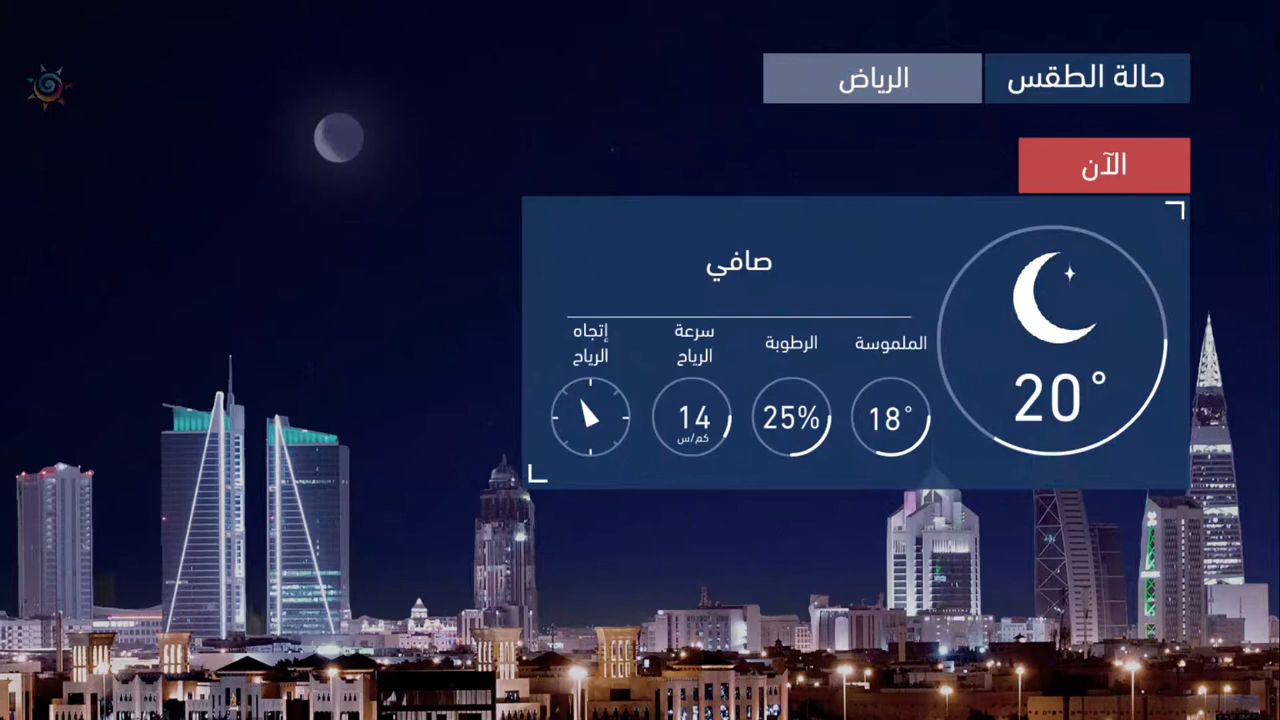 حالة الطقس
الرياض
الآن
صافي
20°
الملموسة
18°
الرطوبة
25%
سرعة
الرياح
14
كم/س
إتجاه
الرياح